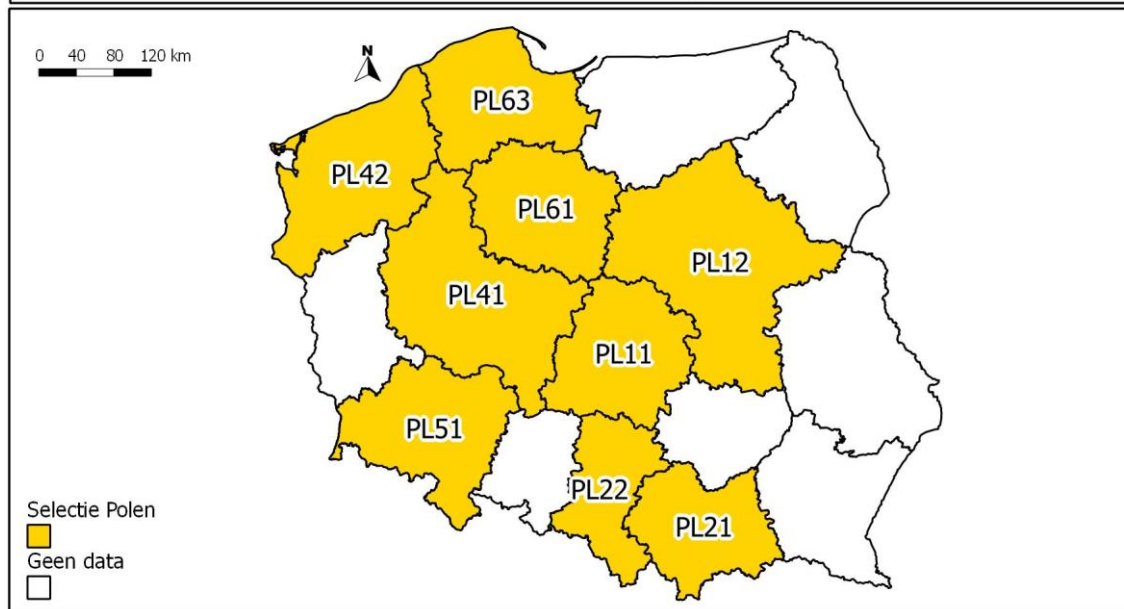 0 40 80 120 km
N
PL63
PL42
PL61
PL12
PL41
PL11
PL51
PL22
PL21
Selectie Polen
Geen data